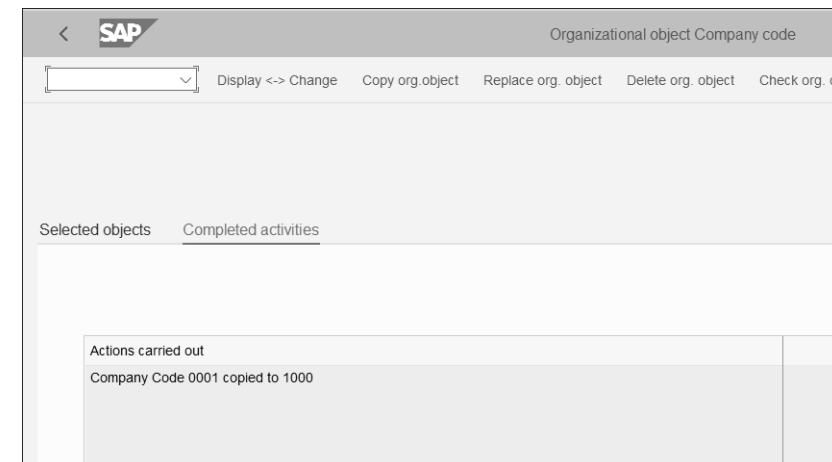 SAP Organizational object Company code
Display <-> Change Copy org.object Replace org. object Delete org. object Check org.
Selected objects Completed activities
Actions carried out
Company Code 0001 copied to 1000